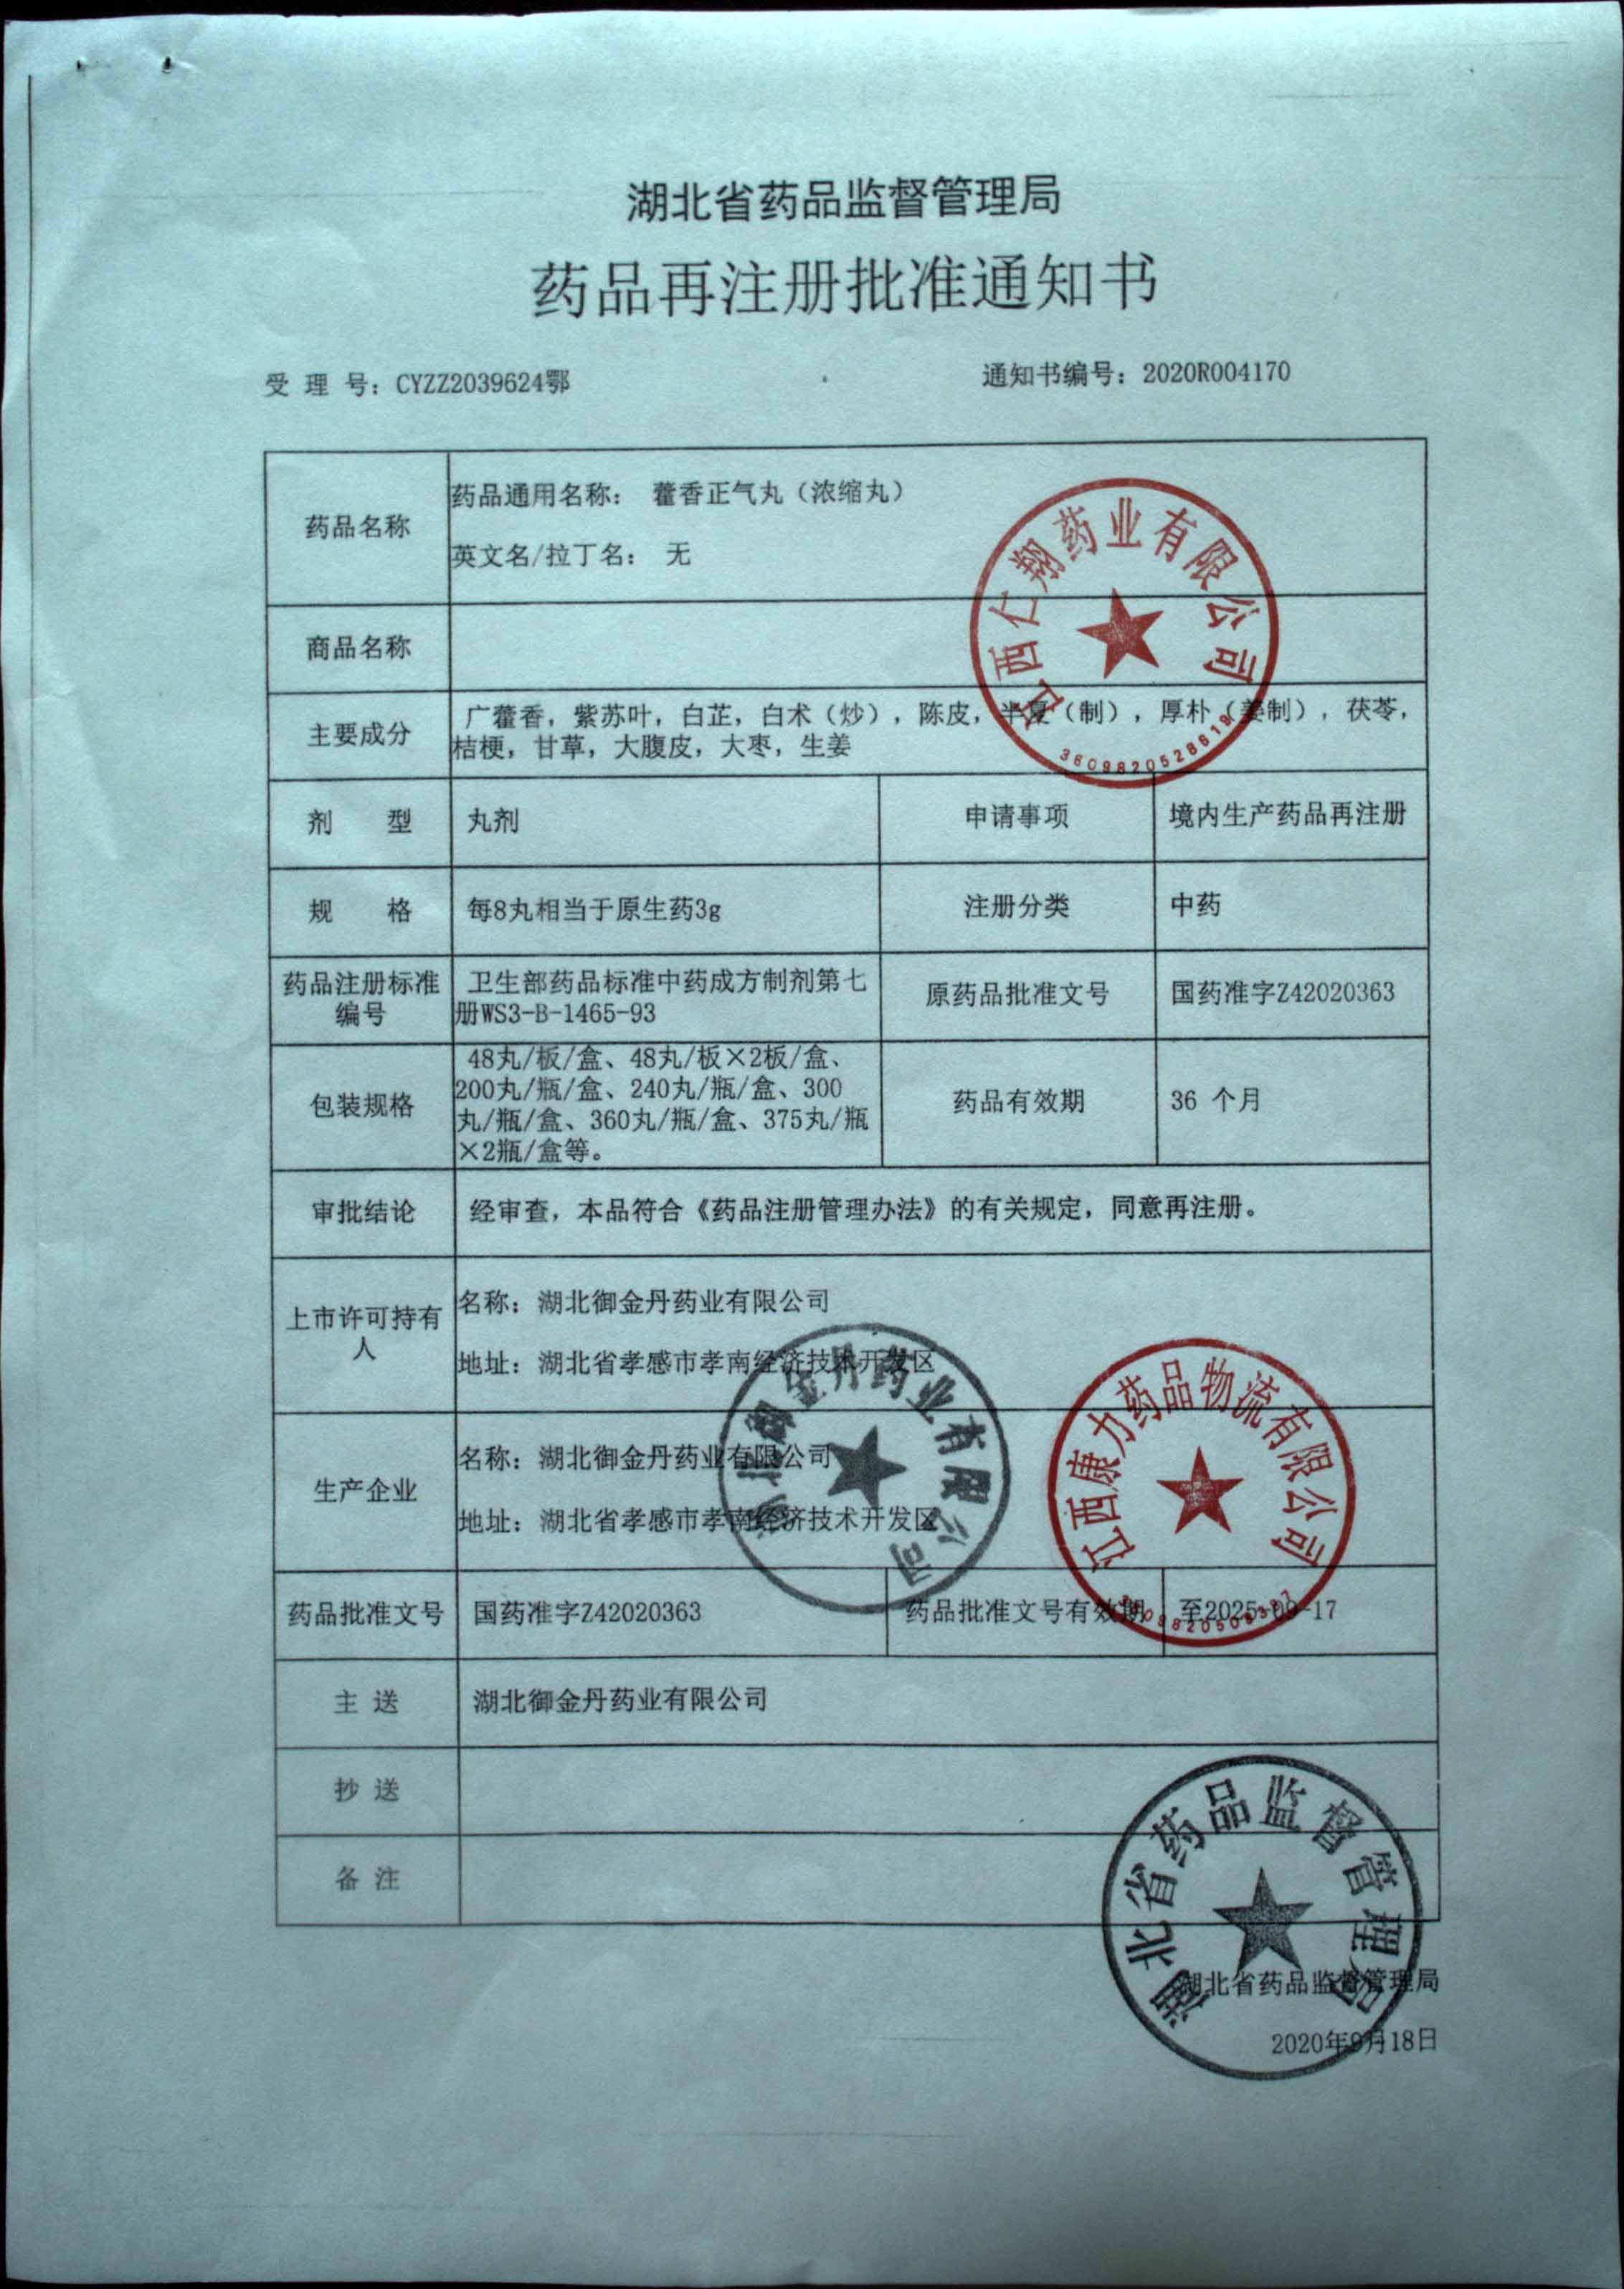 湖北省药品监督管理局
药品再注册批准通知书
受 理 号：CYZZ2039624鄂
通知书编号：2020R004170
药品名称
药品通用名称： 藿香正气丸（浓缩丸）
英文名/拉丁名： 无
商品名称
主要成分
广藿香，紫苏叶，白芷，白术（炒），陈皮，半夏（制），厚朴（姜制），茯苓，
桔梗，甘草，大腹皮，大枣，生姜
剂 型
丸剂
申请事项
境内生产药品再注册
规 格
每8丸相当于原生药3g
注册分类
中药
药品注册标准
编号
卫生部药品标准中药成方制剂第七
册WS3-B-1465-93
原药品批准文号
国药准字Z42020363
包装规格
48丸/板/盒、48丸/板×2板/盒、
200丸/瓶/盒、240丸/瓶/盒、300
丸/瓶/盒、360丸/瓶/盒、375丸/瓶
×2瓶/盒等。
药品有效期
36 个月
审批结论
经审查，本品符合《药品注册管理办法》的有关规定，同意再注册。
上市许可持有
人
名称：湖北御金丹药业有限公司
地址：湖北省孝感市孝南经济技术开发区
生产企业
名称：湖北御金丹药业有限公司
地址：湖北省孝感市孝南经济技术开发区
药品批准文号
国药准字Z42020363
药品批准文号有效期
至2025-09-17
主 送
湖北御金丹药业有限公司
抄 送
备 注
湖北省药品监督管理局
2020年9月18日
江西仁翔药业有限公司
湖北御金丹药业有限公司
江西康力药品物流有限公司
湖北省药品监督管理局